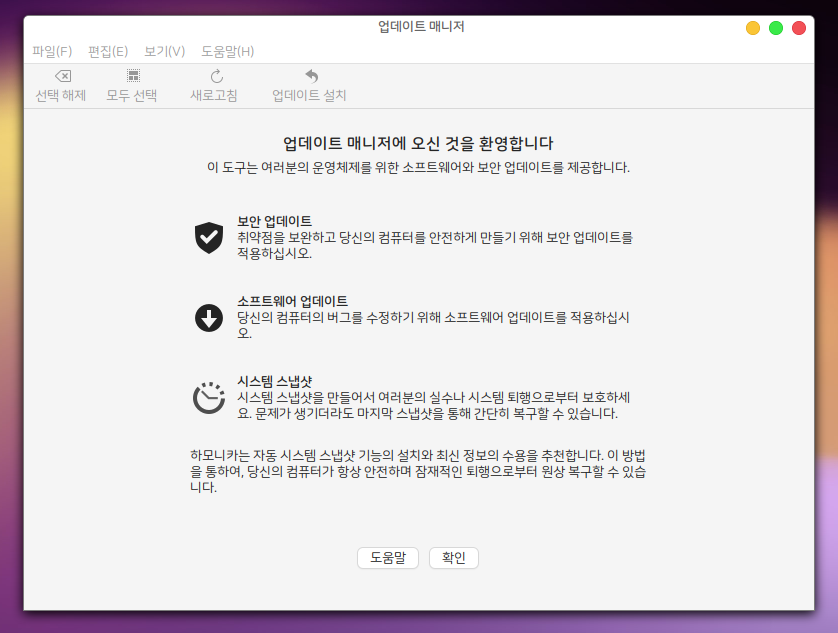 업데이트 매니저
파일(F) 편집(E) 보기(V) 도움말(H)
선택 해제 모두 선택 새로고침 업데이트 설치
업데이트 매니저에 오신 것을 환영합니다
이 도구는 여러분의 운영체제를 위한 소프트웨어와 보안 업데이트를 제공합니다.
보안 업데이트
취약점을 보완하고 당신의 컴퓨터를 안전하게 만들기 위해 보안 업데이트를
적용하십시오.
소프트웨어 업데이트
당신의 컴퓨터의 버그를 수정하기 위해 소프트웨어 업데이트를 적용하십시
오.
시스템 스냅샷
시스템 스냅샷을 만들어서 여러분의 실수나 시스템 퇴행으로부터 보호하세
요. 문제가 생기더라도 마지막 스냅샷을 통해 간단히 복구할 수 있습니다.
하모니카는 자동 시스템 스냅샷 기능의 설치와 최신 정보의 수용을 추천합니다. 이 방법
을 통하여, 당신의 컴퓨터가 항상 안전하며 잠재적인 퇴행으로부터 원상 복구할 수 있습
니다.
도움말 확인